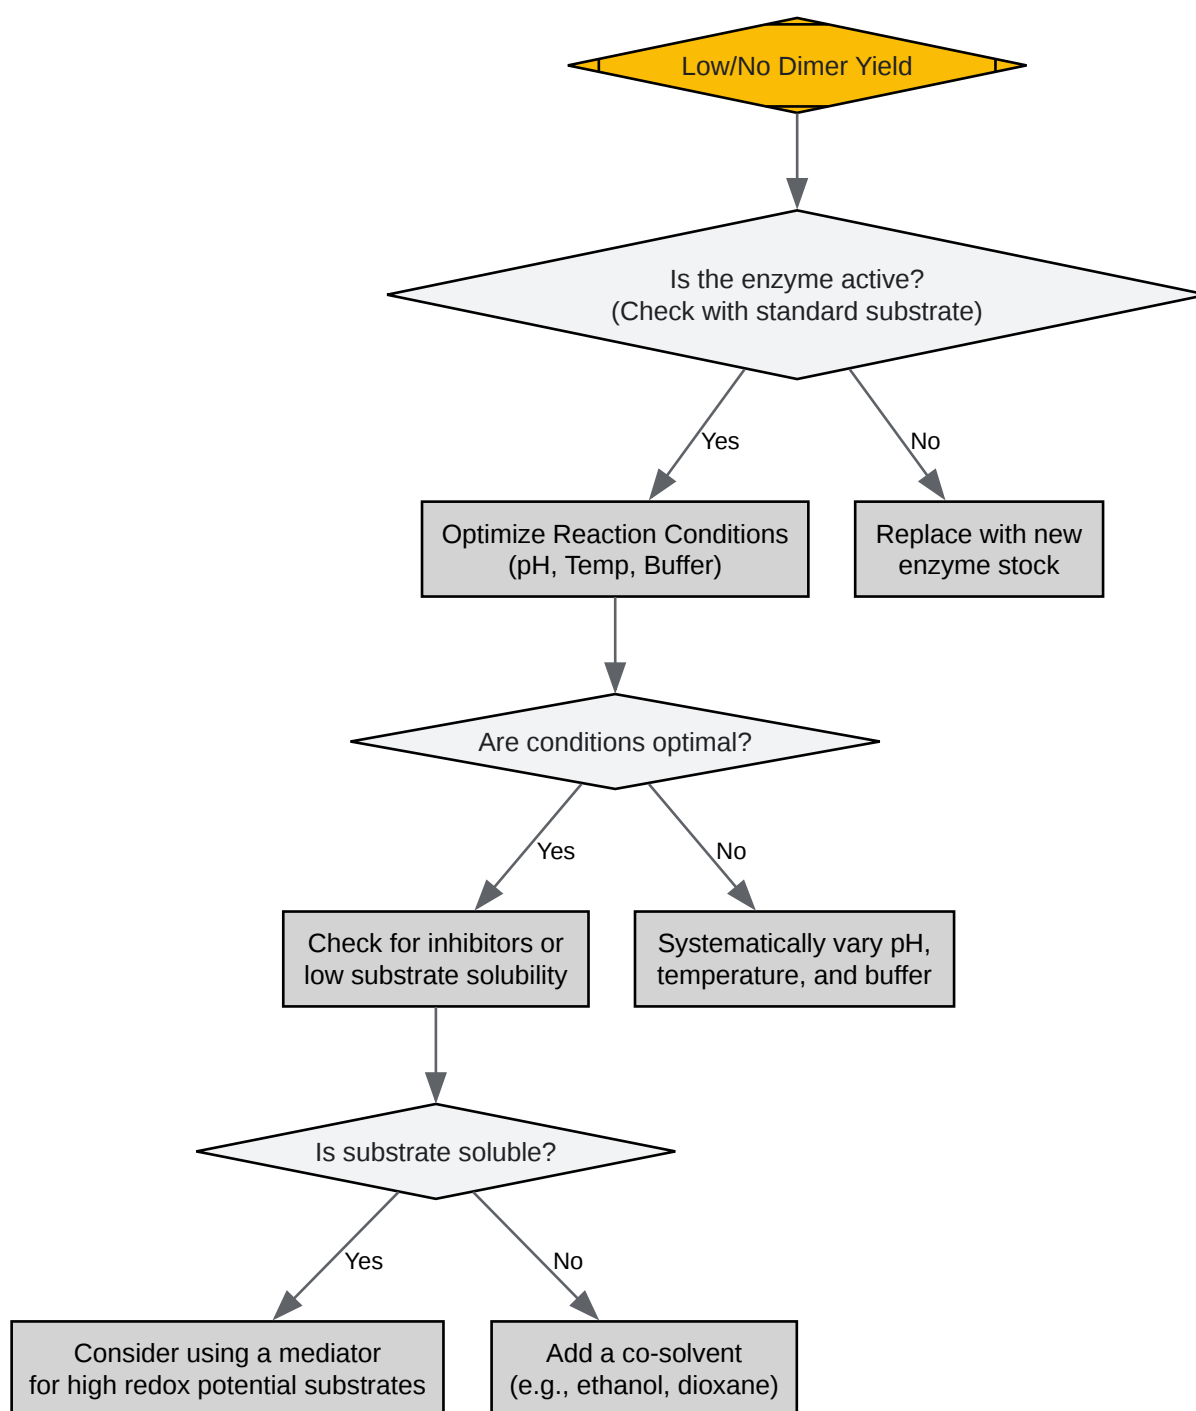 Low/No Dimer Yield
Is the enzyme active?
(Check with standard substrate)
Yes
No
Optimize Reaction Conditions
(pH, Temp, Buffer)
Replace with new
enzyme stock
Are conditions optimal?
Yes
No
Check for inhibitors or
low substrate solubility
Systematically vary pH,
temperature, and buffer
Is substrate soluble?
Yes
No
Consider using a mediator
for high redox potential substrates
Add a co-solvent
(e.g., ethanol, dioxane)